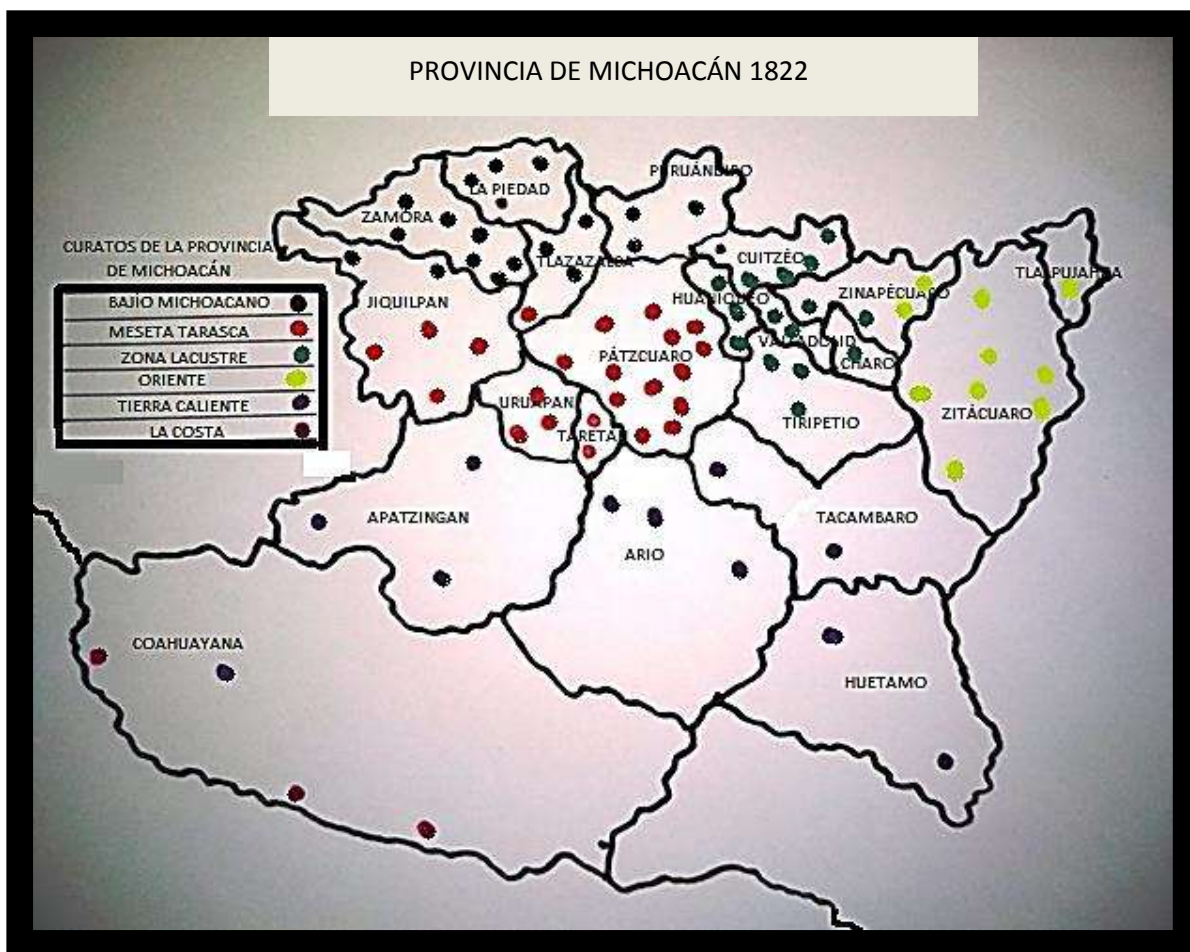 PROVINCIA DE MICHOACÁN 1822
PURUÁNDIRO
LA PIEDAD
ZAMORA
CURATOS DE LA PROVINCIA
DE MICHOACÁN
BAJÍO MICHOACANO
MESETA TARASCA
ZONA LACUSTRE
ORIENTE
TIERRA CALIENTE
LA COSTA
TLAZAZALCA
CUITZÉO
TLALPUJAHUA
JIQUILPAN
HUANIQUEO
ZINAPÉCUARO
VALLADOLID
PÁTZCUARO
CHARO
URUAPAN
TARETAN
TIRIPETIO
ZITÁCUARO
APATZINGAN
TACAMBARO
ARIO
COAHUAYANA
HUETAMO